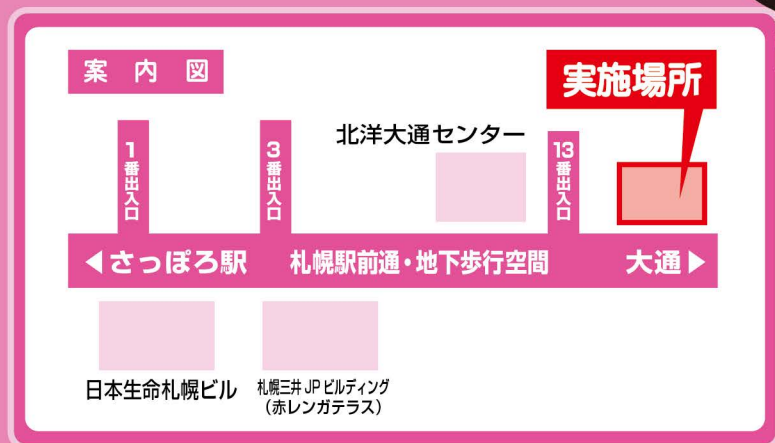 案内図
実施場所
北洋大通センター
1番出入口
3番出入口
13番出入口
◀さっぽろ駅
札幌駅前通・地下歩行空間
大通▶
日本生命札幌ビル
札幌三井JPビルディング
（赤レンガテラス）